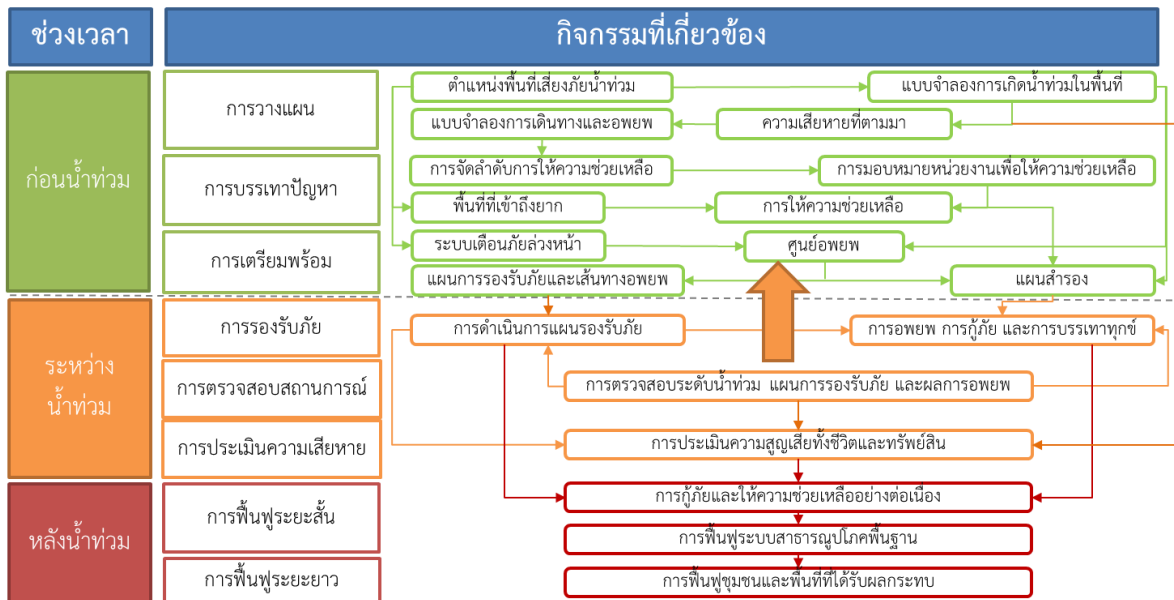 ช่วงเวลา
กิจกรรมที่เกี่ยวข้อง
ก่อนน้ำท่วม
การวางแผน
ตำแหน่งพื้นที่เสี่ยงภัยน้ำท่วม
แบบจำลองการเกิดน้ำท่วมในพื้นที่
แบบจำลองการเดินทางและอพยพ
ความเสียหายที่ตามมา
การบรรเทาปัญหา
การจัดลำดับการให้ความช่วยเหลือ
การมอบหมายหน่วยงานเพื่อให้ความช่วยเหลือ
พื้นที่ที่เข้าถึงยาก
การให้ความช่วยเหลือ
การเตรียมพร้อม
ระบบเตือนภัยล่วงหน้า
ศูนย์อพยพ
แผนการรองรับภัยและเส้นทางอพยพ
แผนสำรอง
ระหว่าง
น้ำท่วม
การรองรับภัย
การดำเนินการแผนรองรับภัย
การอพยพ การกู้ภัย และการบรรเทาทุกข์
การตรวจสอบสถานการณ์
การตรวจสอบระดับน้ำท่วม แผนการรองรับภัย และผลการอพยพ
การประเมินความเสียหาย
การประเมินความสูญเสียทั้งชีวิตและทรัพย์สิน
หลังน้ำท่วม
การฟื้นฟูระยะสั้น
การกู้ภัยและให้ความช่วยเหลืออย่างต่อเนื่อง
การฟื้นฟูระบบสาธารณูปโภคพื้นฐาน
การฟื้นฟูระยะยาว
การฟื้นฟูชุมชนและพื้นที่ที่ได้รับผลกระทบ